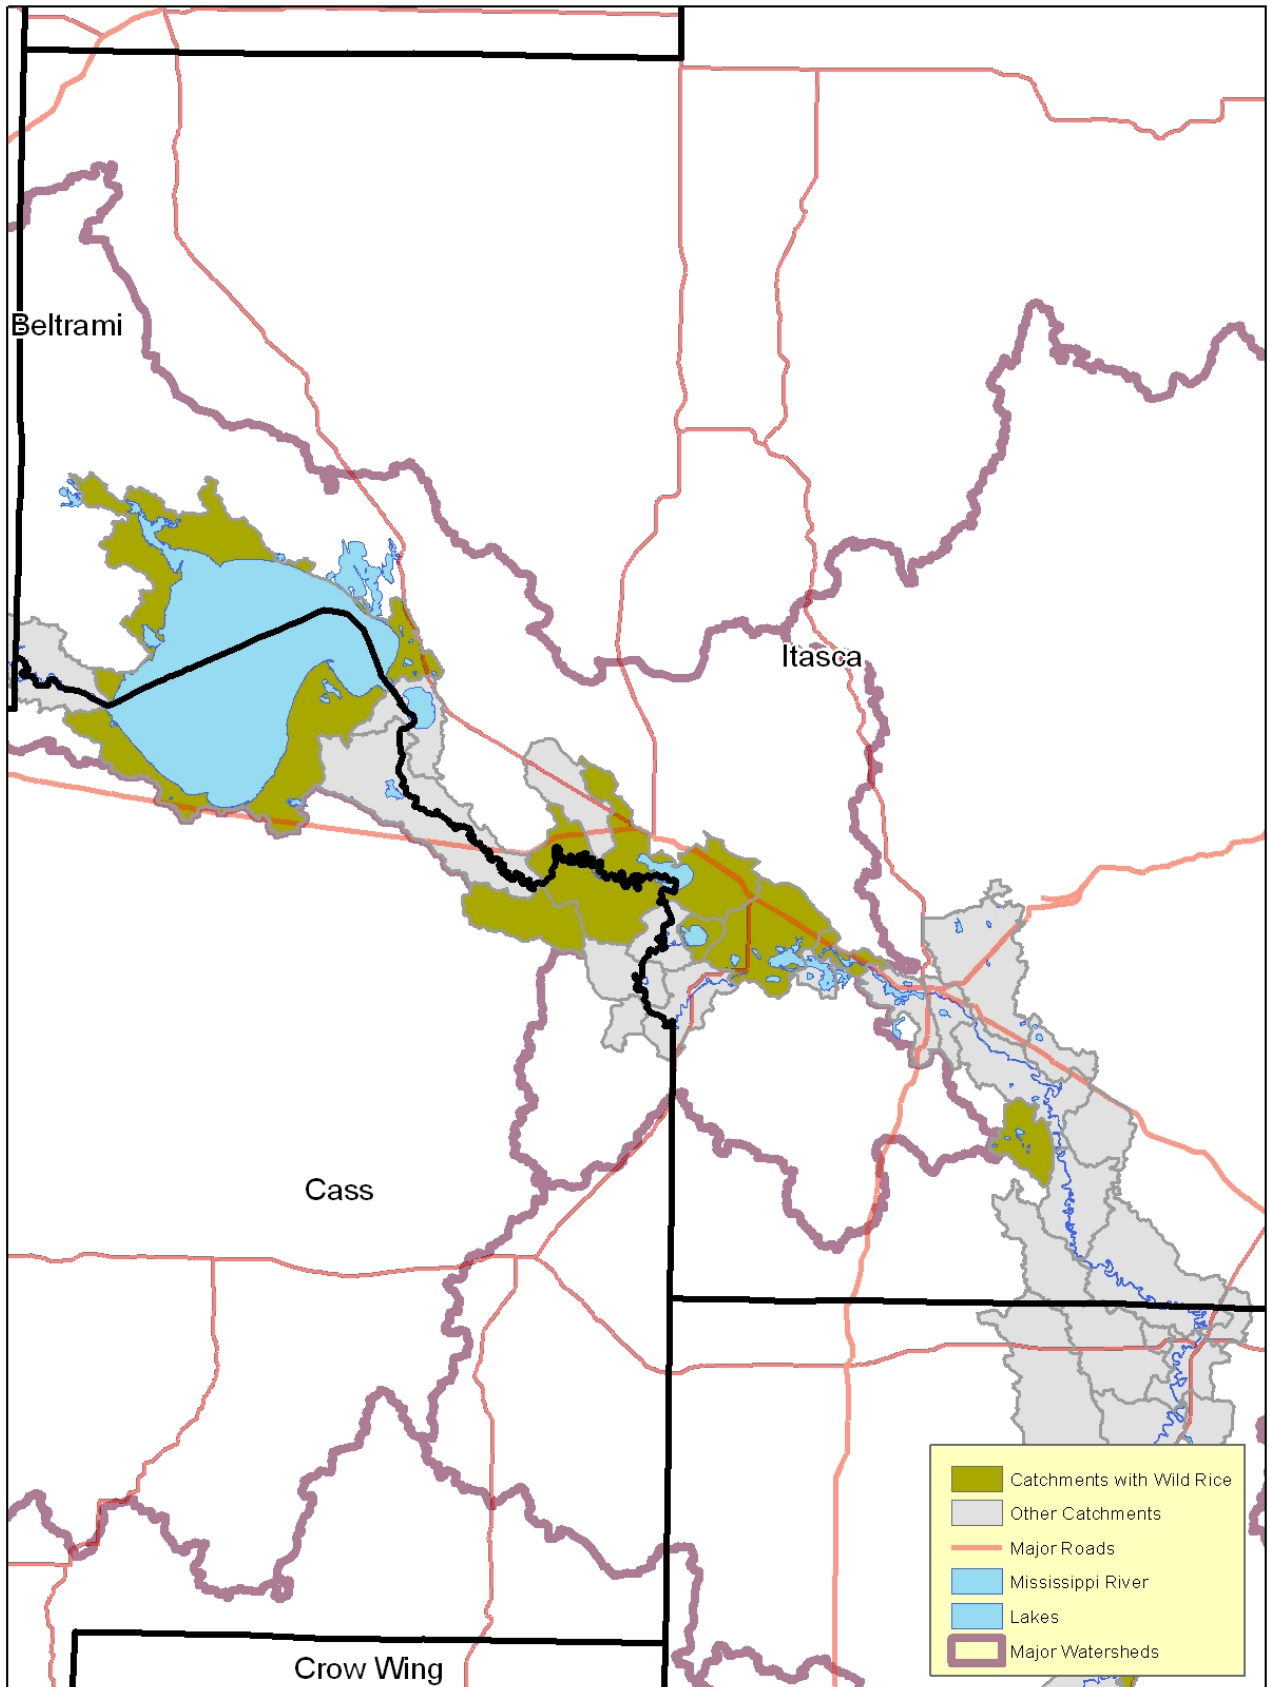 Beltrami
Itasca
Cass
Catchments with Wild Rice
Other Catchments
Major Roads
Mississippi River
Lakes
Major Watersheds
Crow Wing